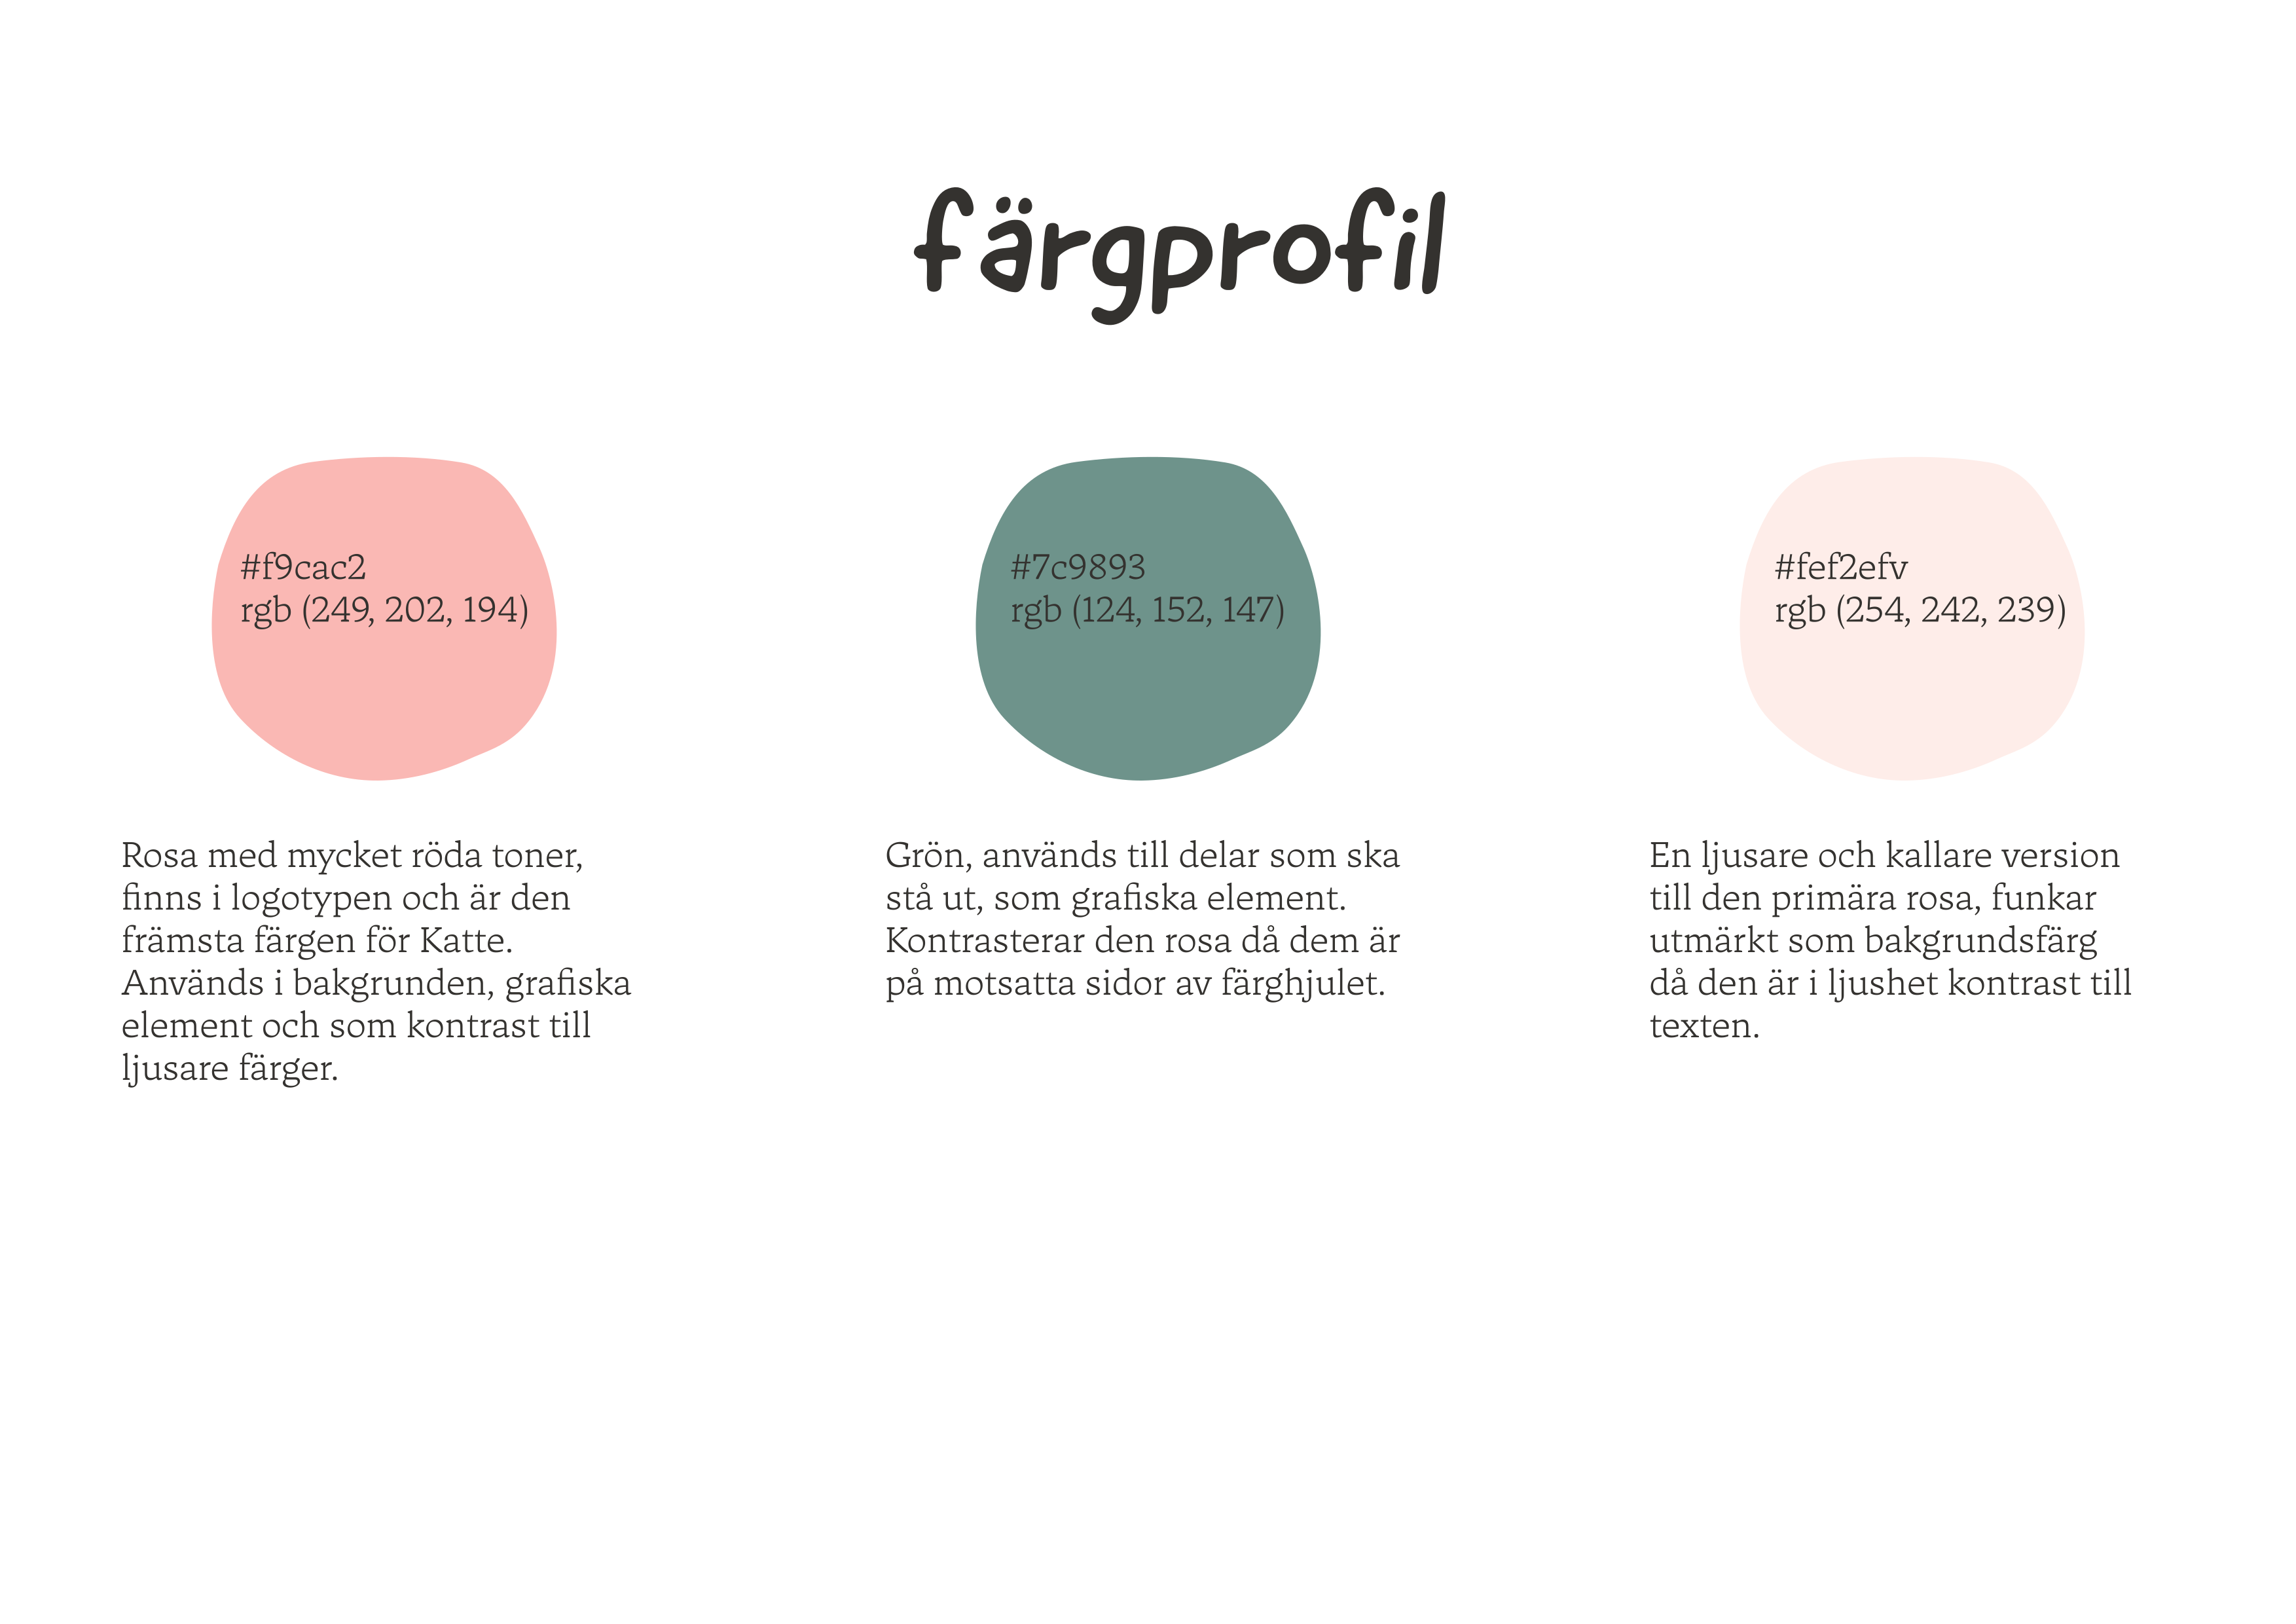 färgprofil
#f9cac2
rgb (249, 202, 194)
#7c9893
rgb (124, 152, 147)
#fef2efv
rgb (254, 242, 239)
Rosa med mycket röda toner,
finns i logotypen och är den
främsta färgen för Katte.
Används i bakgrunden, grafiska
element och som kontrast till
ljusare färger.
Grön, används till delar som ska
stå ut, som grafiska element.
Kontrasterar den rosa då dem är
på motsatta sidor av färghjulet.
En ljusare och kallare version
till den primära rosa, funkar
utmärkt som bakgrundsfärg
då den är i ljushet kontrast till
texten.